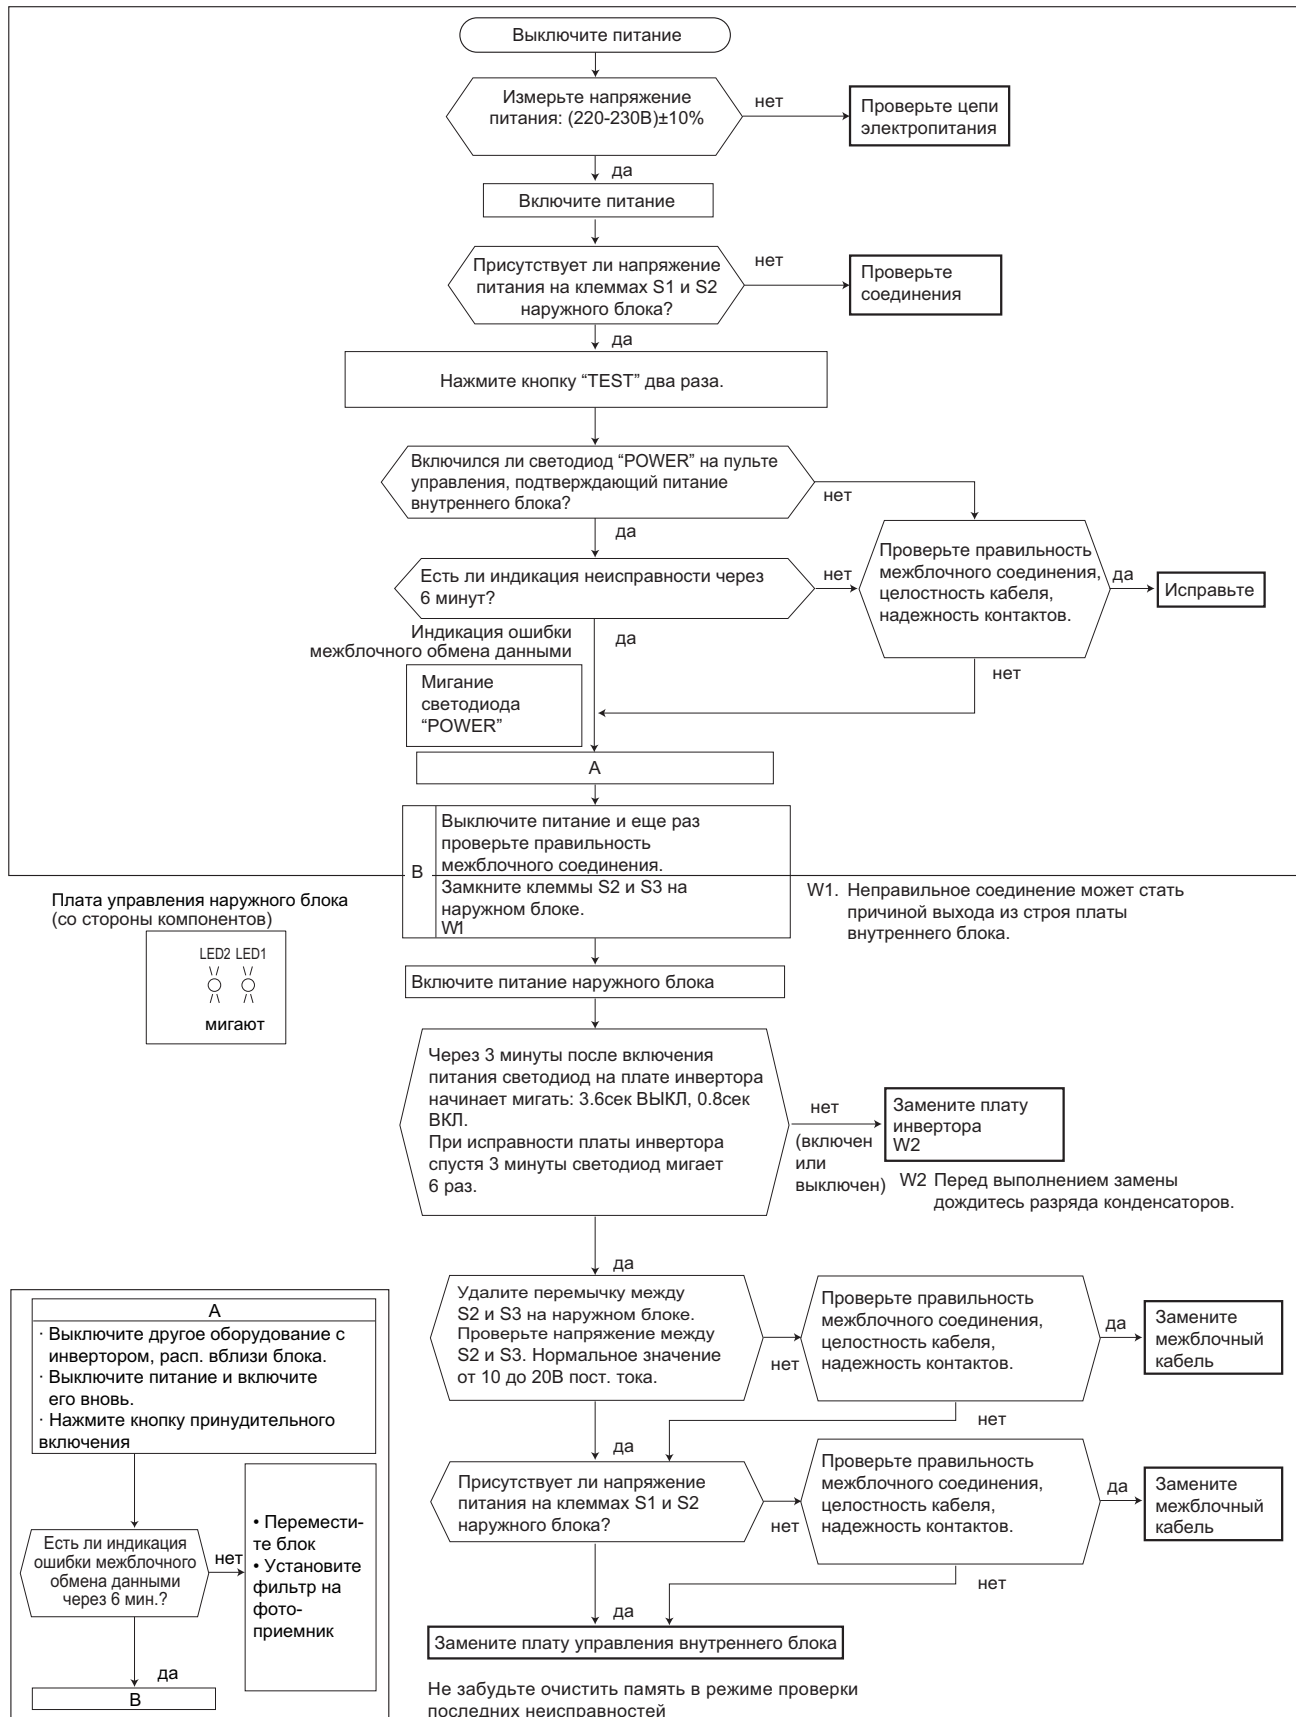 Выключите питание
Измерьте напряжение
питания: (220-230В)±10%
нет
Проверьте цепи
электропитания
да
Включите питание
Присутствует ли напряжение
питания на клеммах S1 и S2
наружного блока?
нет
Проверьте
соединения
да
Нажмите кнопку “TEST” два раза.
Включился ли светодиод “POWER” на пульте
управления, подтверждающий питание
внутреннего блока?
нет
да
Проверьте правильность
межблочного соединения,
целостность кабеля,
надежность контактов.
да
Исправьте
Есть ли индикация неисправности через
6 минут?
нет
Индикация ошибки
межблочного обмена данными
да
нет
Мигание
светодиода
“POWER”
A
B
Выключите питание и еще раз
проверьте правильность
межблочного соединения.
Замкните клеммы S2 и S3 на
наружном блоке.
W1
W1. Неправильное соединение может стать
причиной выхода из строя платы
внутреннего блока.
Плата управления наружного блока
(со стороны компонентов)
LED2 LED1
мигают
Включите питание наружного блока
Через 3 минуты после включения
питания светодиод на плате инвертора
начинает мигать: 3.6сек ВЫКЛ, 0.8сек
ВКЛ.
При исправности платы инвертора
спустя 3 минуты светодиод мигает
6 раз.
нет
(включен
или
выключен)
Замените плату
инвертора
W2
W2 Перед выполнением замены
дождитесь разряда конденсаторов.
да
Удалите перемычку между
S2 и S3 на наружном блоке.
Проверьте напряжение между
S2 и S3. Нормальное значение
от 10 до 20В пост. тока.
нет
Проверьте правильность
межблочного соединения,
целостность кабеля,
надежность контактов.
да
Замените
межблочный
кабель
нет
да
Присутствует ли напряжение
питания на клеммах S1 и S2
наружного блока?
нет
Проверьте правильность
межблочного соединения,
целостность кабеля,
надежность контактов.
да
Замените
межблочный
кабель
нет
да
Замените плату управления внутреннего блока
Не забудьте очистить память в режиме проверки
последних неисправностей
A
· Выключите другое оборудование с
инвертором, расп. вблизи блока.
· Выключите питание и включите
его вновь.
· Нажмите кнопку принудительного
включения
Есть ли индикация
ошибки межблочного
обмена данными
через 6 мин.?
нет
• Перемести-
те блок
• Установите
фильтр на
фото-
приемник
да
B